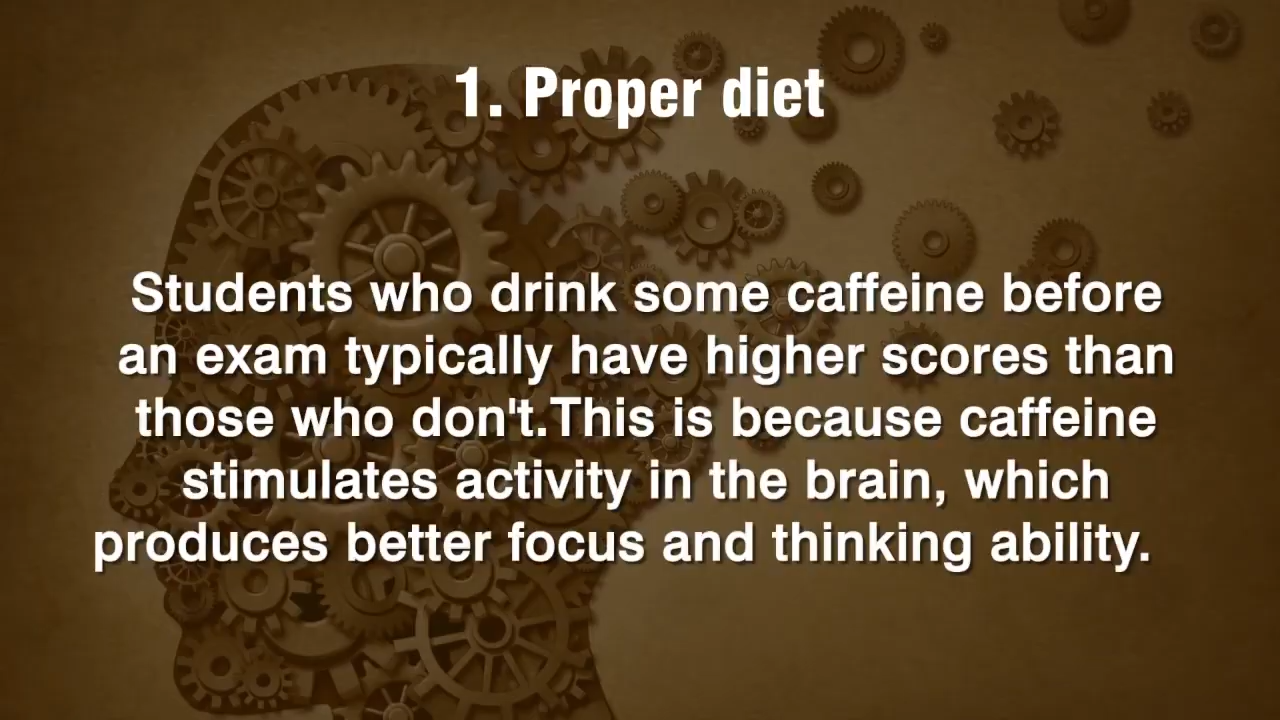 1. Proper diet
Students who drink some caffeine before
an exam typically have higher scores than
those who don't.This is because caffeine
stimulates activity in the brain, which
produces better focus and thinking ability.